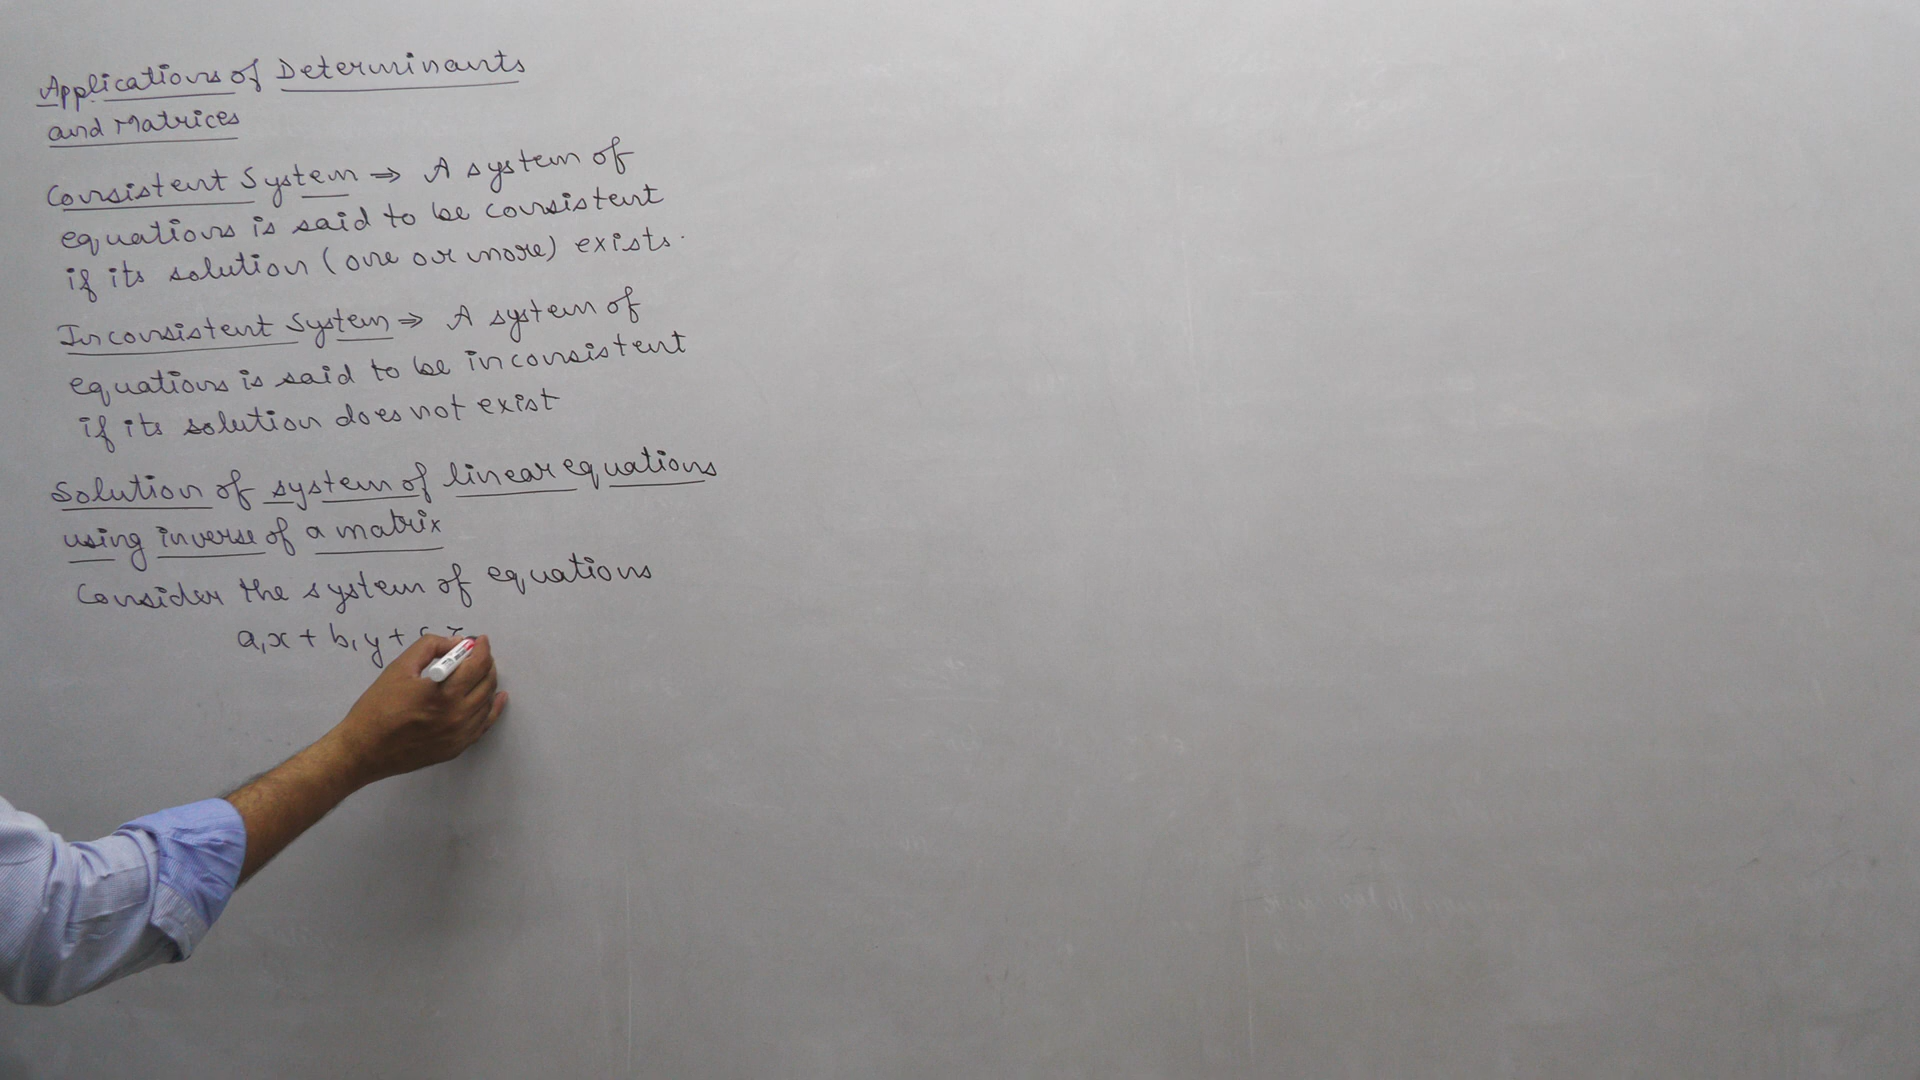 Applications of Determinants
and Matrices
Consistent System ⇒ A system of
equations is said to be consistent
if its solution (one or more) exists.
Inconsistent System ⇒ A system of
equations is said to be inconsistent
if its solution does not exist
Solution of system of linear equations
using inverse of a matrix
Consider the system of equations
a₁x + b₁y +